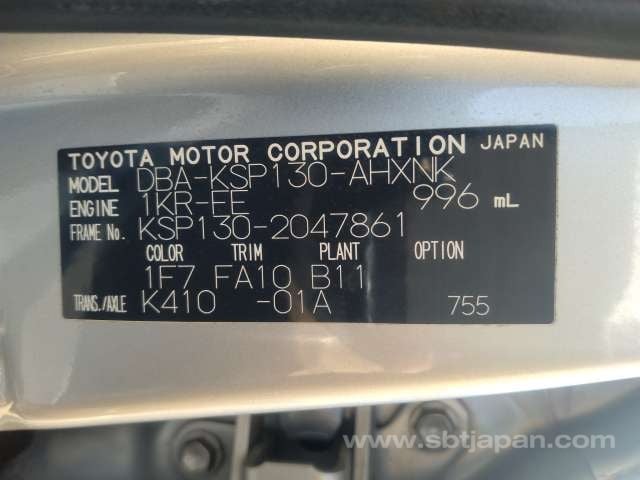 TOYOTA MOTOR CORPORATION JAPAN
MODEL DBA-KSP130-AHXNK
ENGINE 1KR-FE 996 mL
FRAME No. KSP130-2047861
COLOR TRIM PLANT OPTION
1F7 FA10 B11
TRANS./AXLE K410 -01A 755
www.sbtjapan.com